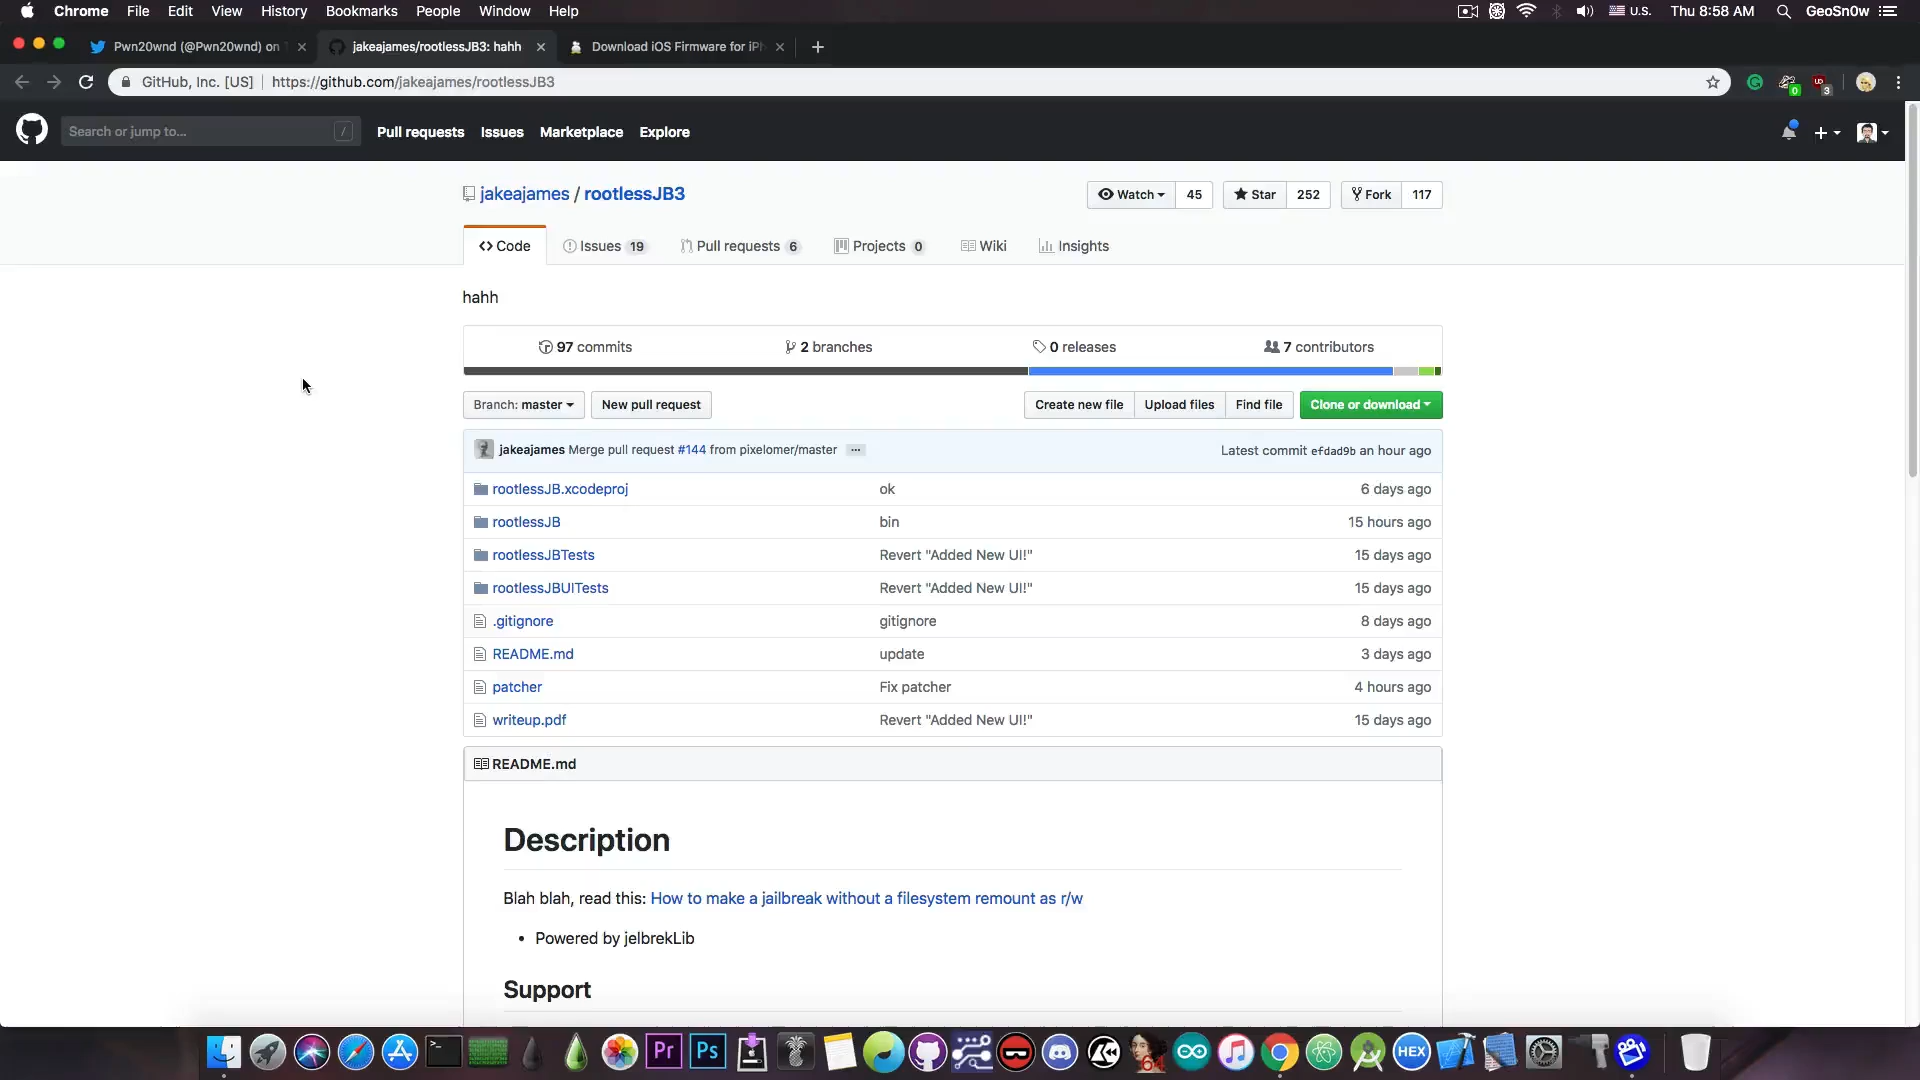 Chrome File Edit View History Bookmarks People Window Help U.S. Thu 8:58 AM GeoSn0w
Pwn20wnd (@Pwn20wnd) on jakeajames/rootlessJB3: hahh Download iOS Firmware for iPh
GitHub, Inc. [US] https://github.com/jakeajames/rootlessJB3 0 UD 3
Search or jump to... / Pull requests Issues Marketplace Explore
jakeajames / rootlessJB3 Watch 45 Star 252 Fork 117
Code Issues 19 Pull requests 6 Projects 0 Wiki Insights
hahh
97 commits 2 branches 0 releases 7 contributors
Branch: master New pull request Create new file Upload files Find file Clone or download
jakeajames Merge pull request #144 from pixelomer/master ... Latest commit efdad9b an hour ago
rootlessJB.xcodeproj ok 6 days ago
rootlessJB bin 15 hours ago
rootlessJBTests Revert "Added New UI!" 15 days ago
rootlessJBUITests Revert "Added New UI!" 15 days ago
.gitignore gitignore 8 days ago
README.md update 3 days ago
patcher Fix patcher 4 hours ago
writeup.pdf Revert "Added New UI!" 15 days ago
README.md
Description
Blah blah, read this: How to make a jailbreak without a filesystem remount as r/w
• Powered by jelbrekLib
Support
Pr Ps 64 HEX